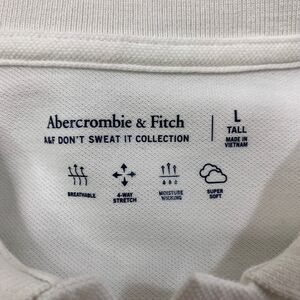 Abercrombie & Fitch
A&F DON'T SWEAT IT COLLECTION
L
TALL
MADE IN
VIETNAM
BREATHABLE
4-WAY
STRETCH
MOISTURE
WICKING
SUPER
SOFT